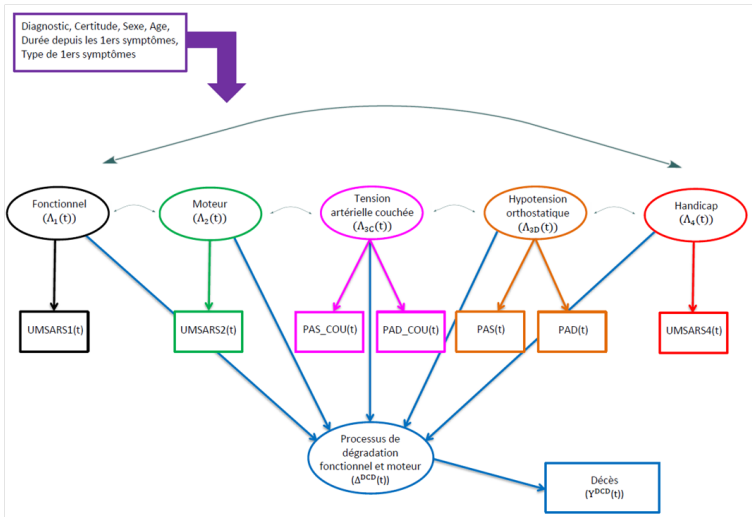 Diagnostic, Certitude, Sexe, Age,
Durée depuis les 1ers symptômes,
Type de 1ers symptômes
Fonctionnel
(Λ₁(t))
Moteur
(Λ₂(t))
Tension
artérielle couchée
(Λ₃C(t))
Hypotension
orthostatique
(Λ₃D(t))
Handicap
(Λ₄(t))
UMSARS1(t)
UMSARS2(t)
PAS_COU(t)
PAD_COU(t)
PAS(t)
PAD(t)
UMSARS4(t)
Processus de
dégradation
fonctionnel et moteur
(Δᴰᶜᴰ(t))
Décès
(Yᴰᶜᴰ(t))